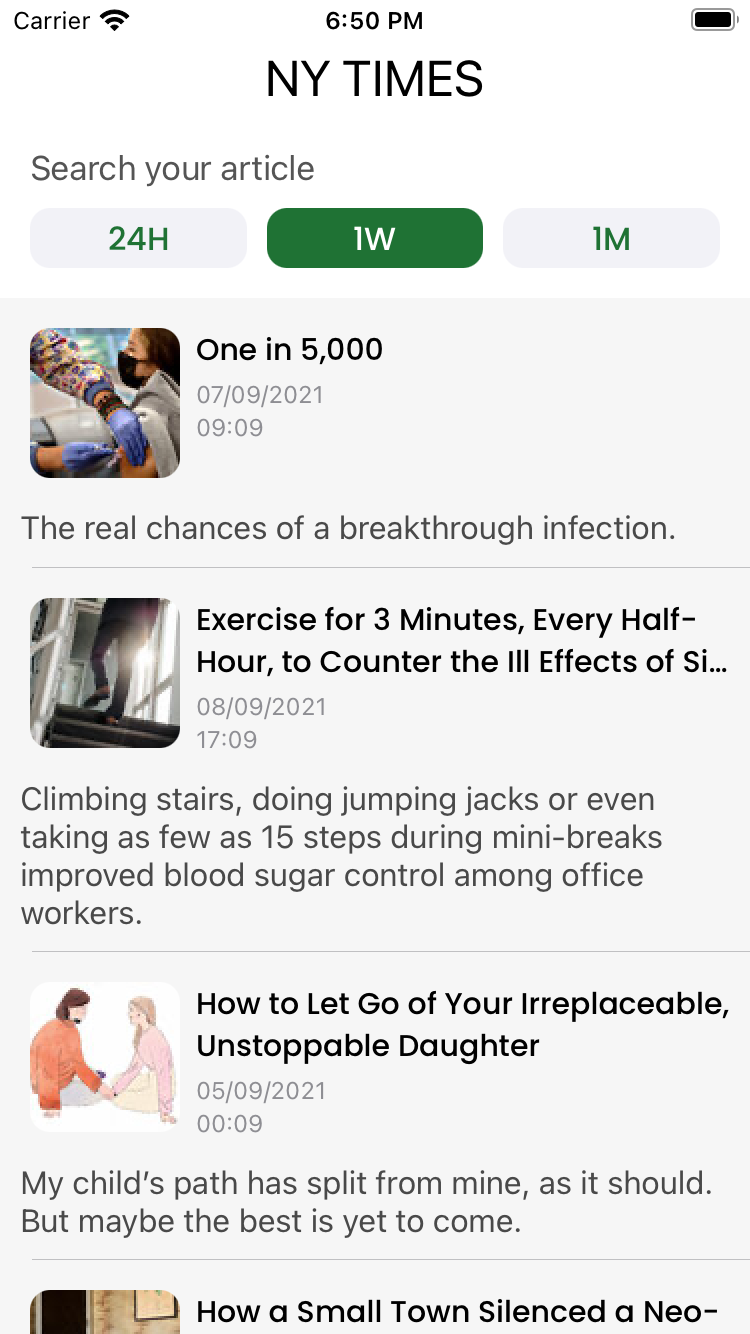 Carrier 6:50 PM
NY TIMES
Search your article
24H 1W 1M
One in 5,000
07/09/2021
09:09
The real chances of a breakthrough infection.
Exercise for 3 Minutes, Every Half-
Hour, to Counter the Ill Effects of Si...
08/09/2021
17:09
Climbing stairs, doing jumping jacks or even
taking as few as 15 steps during mini-breaks
improved blood sugar control among office
workers.
How to Let Go of Your Irreplaceable,
Unstoppable Daughter
05/09/2021
00:09
My child’s path has split from mine, as it should.
But maybe the best is yet to come.
How a Small Town Silenced a Neo-